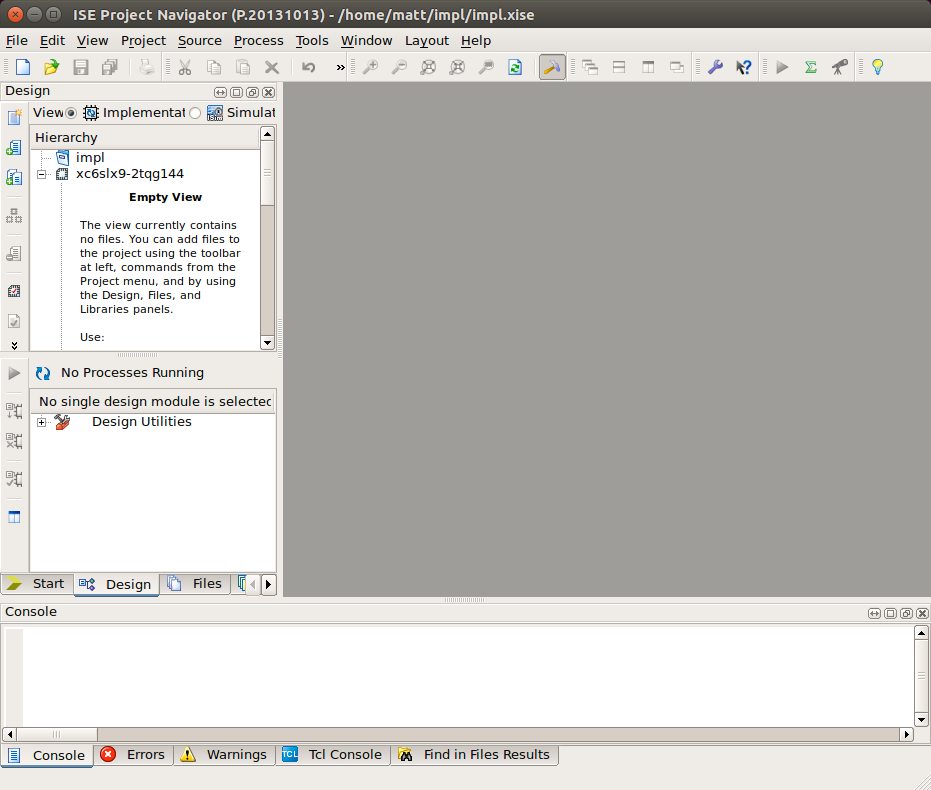 ISE Project Navigator (P.20131013) - /home/matt/impl/impl.xise
File Edit View Project Source Process Tools Window Layout Help
Design
View Implementat Simulat
Hierarchy
impl
xc6slx9-2tqg144
Empty View
The view currently contains
no files. You can add files to
the project using the toolbar
at left, commands from the
Project menu, and by using
the Design, Files, and
Libraries panels.
Use:
No Processes Running
No single design module is selected
Design Utilities
Start Design Files
Console
Console Errors Warnings TCL Tcl Console Find in Files Results